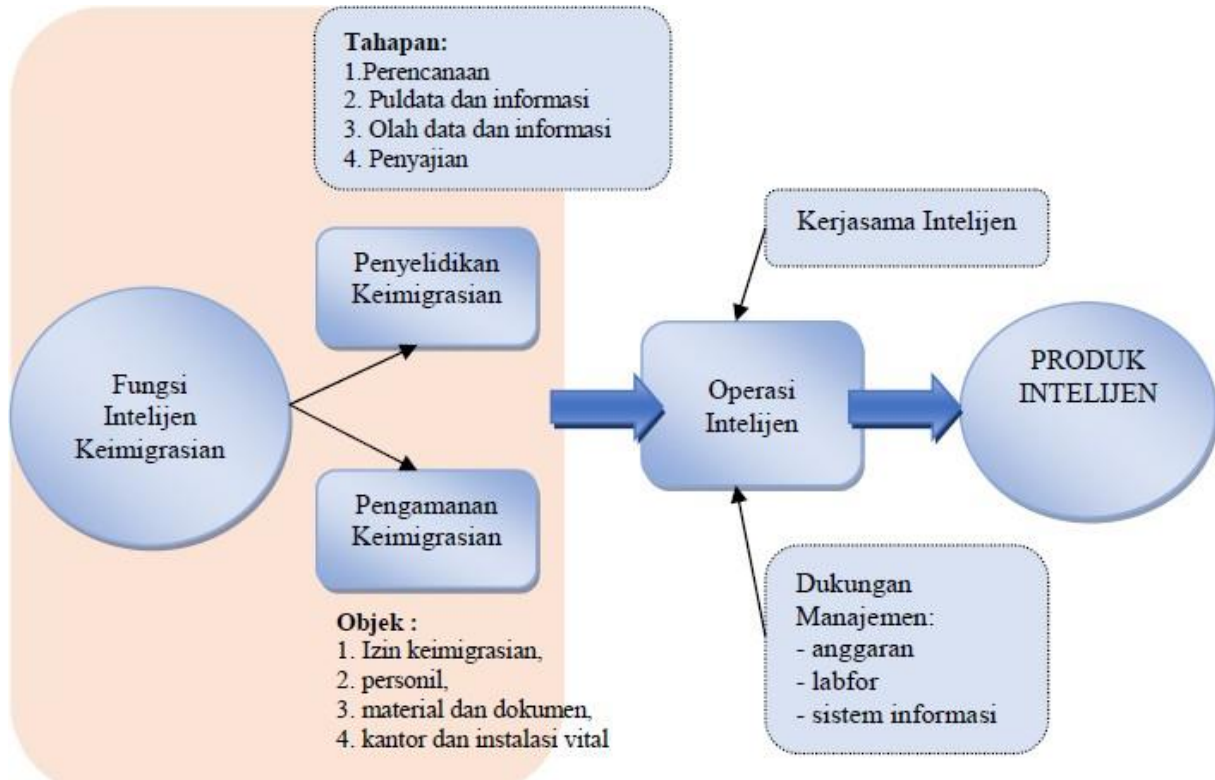 Tahapan:
1.Perencanaan
2. Puldata dan informasi
3. Olah data dan informasi
4. Penyajian
Penyelidikan
Keimigrasian
Fungsi
Intelijen
Keimigrasian
Pengamanan
Keimigrasian
Objek :
1. Izin keimigrasian,
2. personil,
3. material dan dokumen,
4. kantor dan instalasi vital
Kerjasama Intelijen
Operasi
Intelijen
Dukungan
Manajemen:
- anggaran
- labfor
- sistem informasi
PRODUK
INTELIJEN